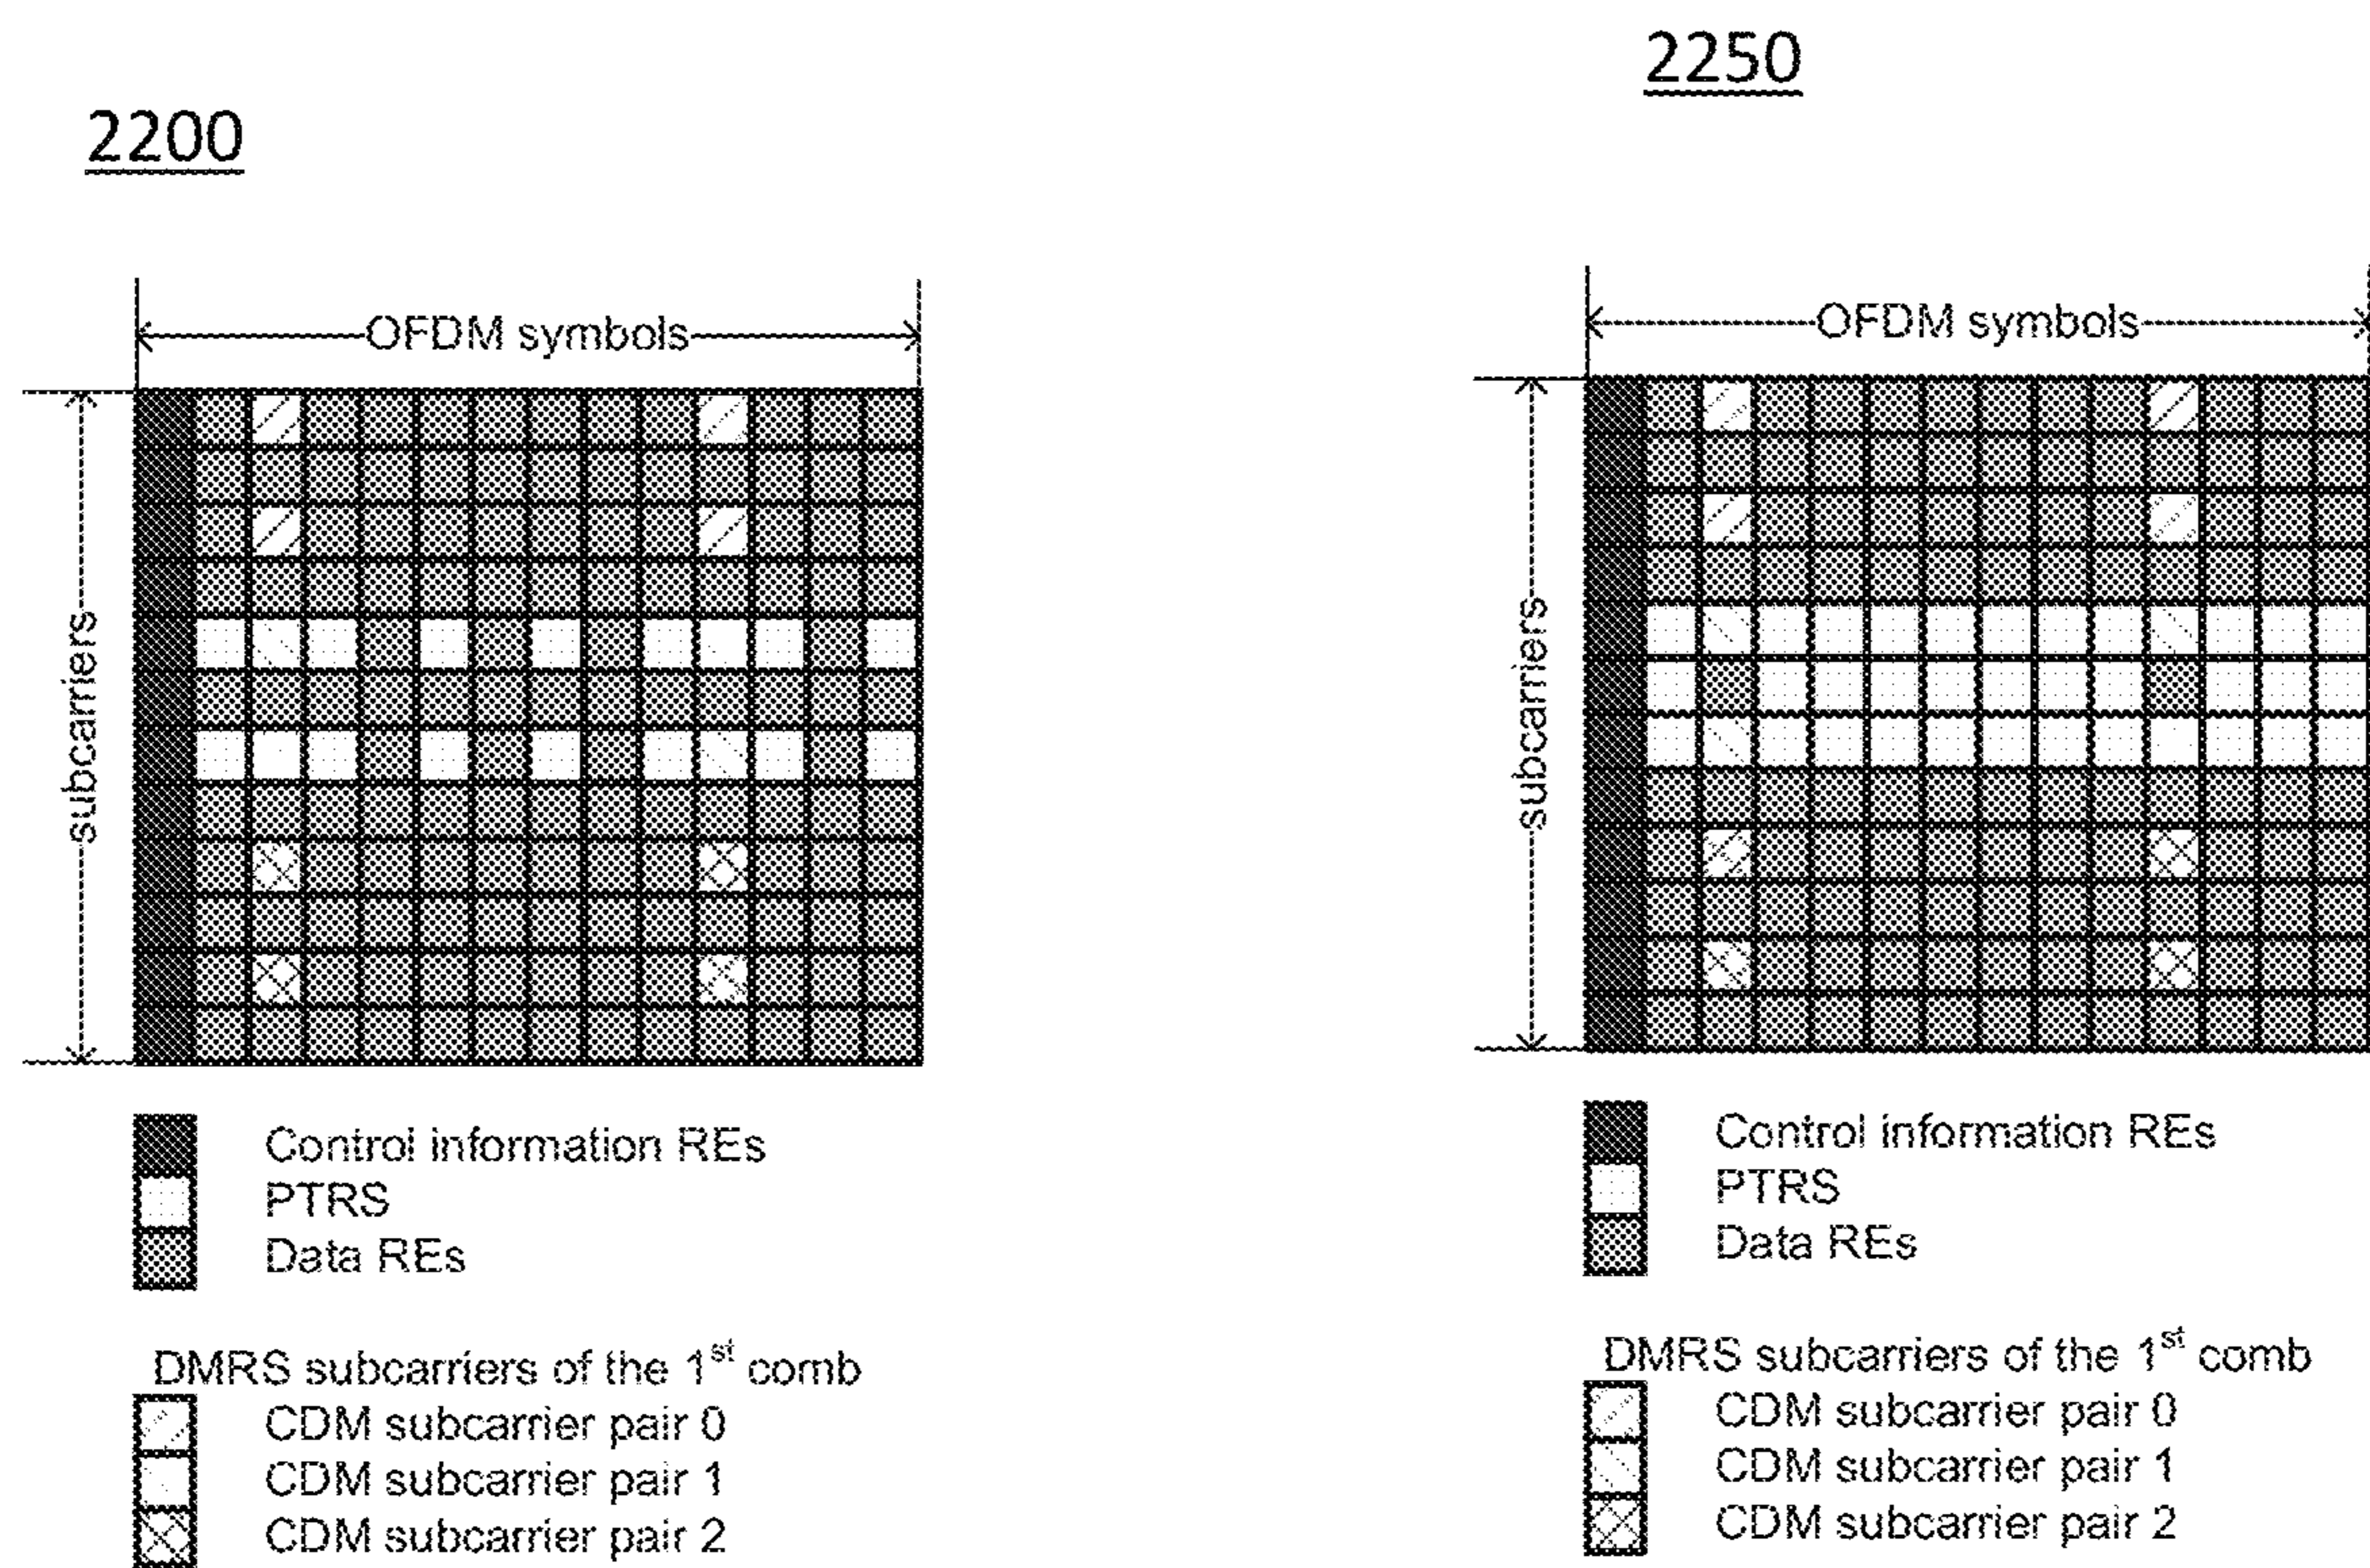 2200
OFDM symbols
subcarriers
Control information REs
PTRS
Data REs
DMRS subcarriers of the 1st comb
CDM subcarrier pair 0
CDM subcarrier pair 1
CDM subcarrier pair 2
2250
OFDM symbols
subcarriers
Control information REs
PTRS
Data REs
DMRS subcarriers of the 1st comb
CDM subcarrier pair 0
CDM subcarrier pair 1
CDM subcarrier pair 2